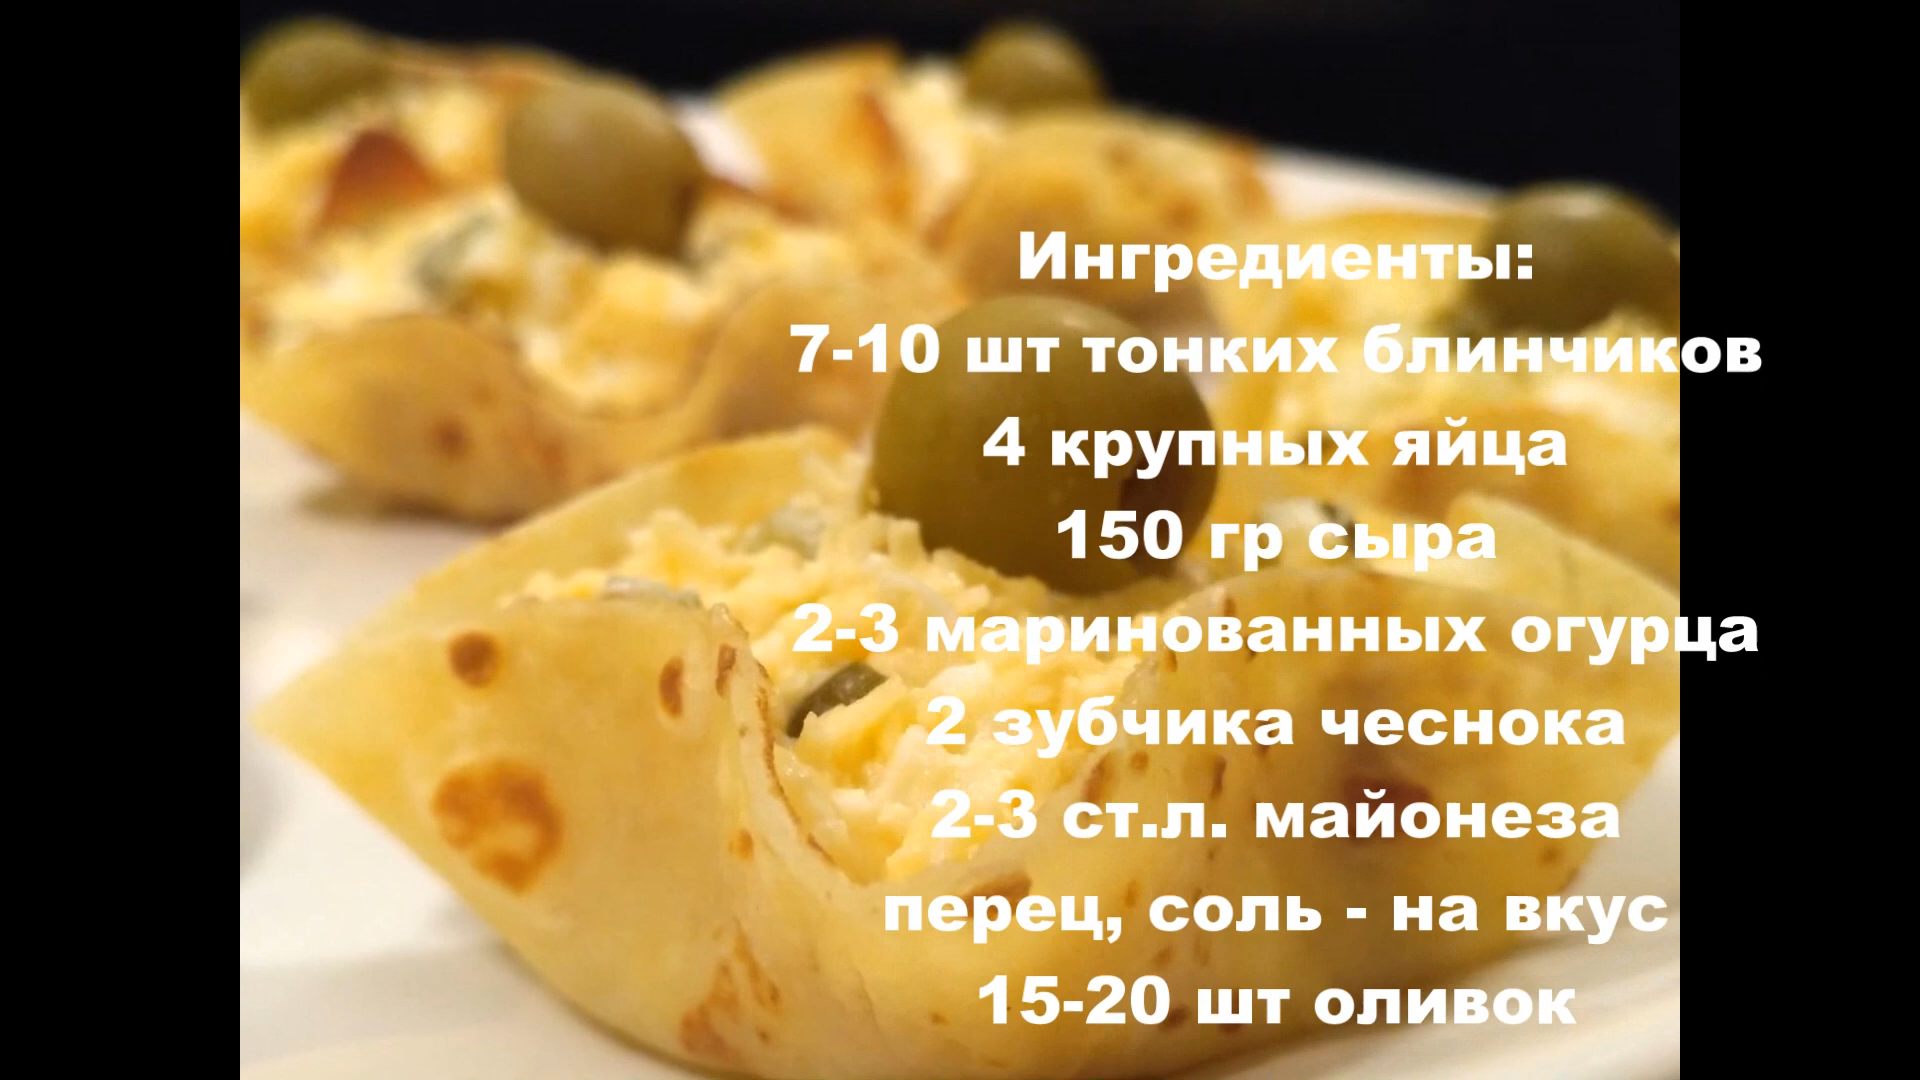 Ингредиенты:
7-10 шт тонких блинчиков
4 крупных яйца
150 гр сыра
2-3 маринованных огурца
2 зубчика чеснока
2-3 ст.л. майонеза
перец, соль - на вкус
15-20 шт оливок